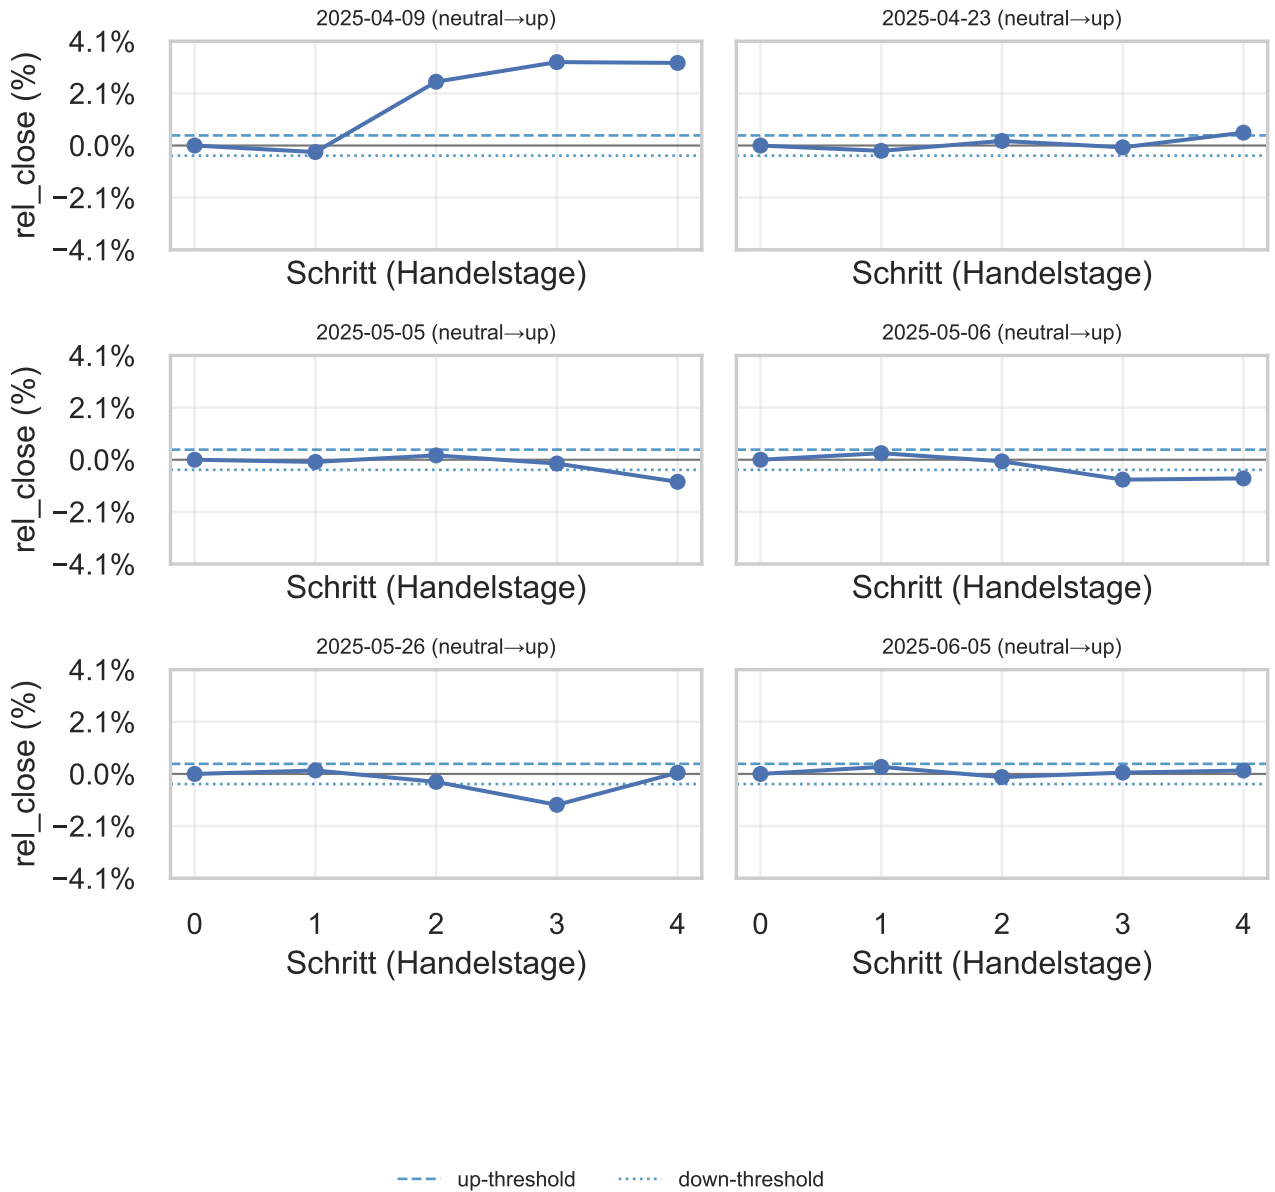 2025-04-09 (neutral→up)
2025-04-23 (neutral→up)
rel_close (%)
4.1%
2.1%
0.0%
−2.1%
−4.1%
Schritt (Handelstage)
Schritt (Handelstage)
2025-05-05 (neutral→up)
2025-05-06 (neutral→up)
rel_close (%)
4.1%
2.1%
0.0%
−2.1%
−4.1%
Schritt (Handelstage)
Schritt (Handelstage)
2025-05-26 (neutral→up)
2025-06-05 (neutral→up)
rel_close (%)
4.1%
2.1%
0.0%
−2.1%
−4.1%
0 1 2 3 4
0 1 2 3 4
Schritt (Handelstage)
Schritt (Handelstage)
up-threshold
down-threshold